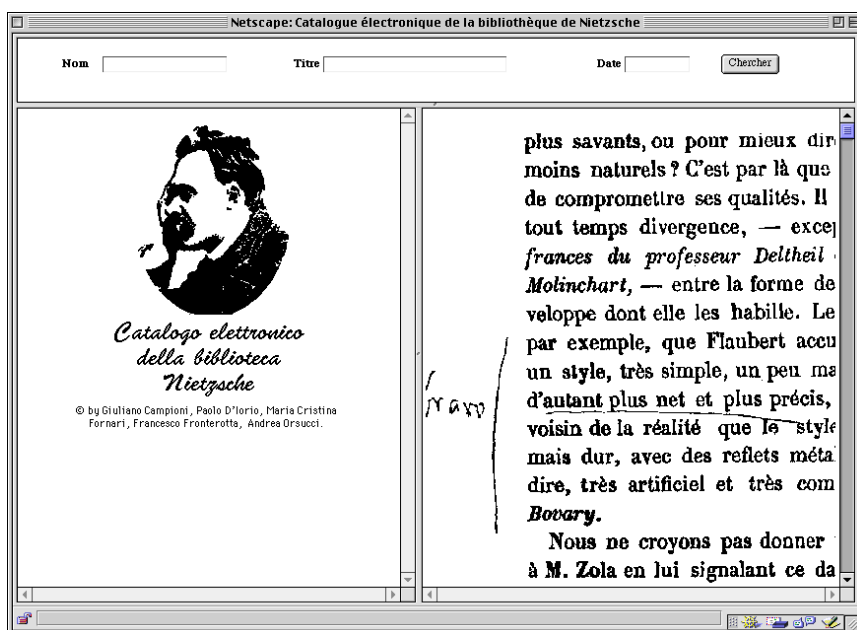 Netscape: Catalogue électronique de la bibliothèque de Nietzsche
Nom Titre Date Chercher
Catalogo elettronico
della biblioteca
Nietzsche
© by Giuliano Campioni, Paolo D'Iorio, Maria Cristina
Fornari, Francesco Fronterotta, Andrea Orsucci.
plus savants, ou pour mieux dir
moins naturels ? C'est par là que
de compromettre ses qualités. Il
tout temps divergence, — excep
frances du professeur Deltheil
Molinchart, — entre la forme de
veloppe dont elle les habille. Le
par exemple, que Flaubert accu
un style, très simple, un peu ma
d'autant plus net et plus précis,
voisin de la réalité que le style
mais dur, avec des reflets méta
dire, très artificiel et très com
Bovary.
Nous ne croyons pas donner
à M. Zola en lui signalant ce da